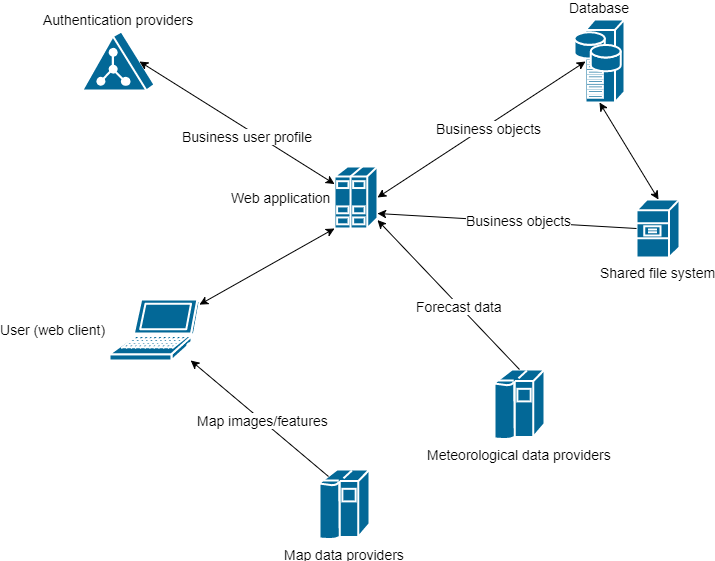 Database
Authentication providers
Business objects
Business user profile
Web application
Business objects
Shared file system
Forecast data
User (web client)
Map images/features
Meteorological data providers
Map data providers